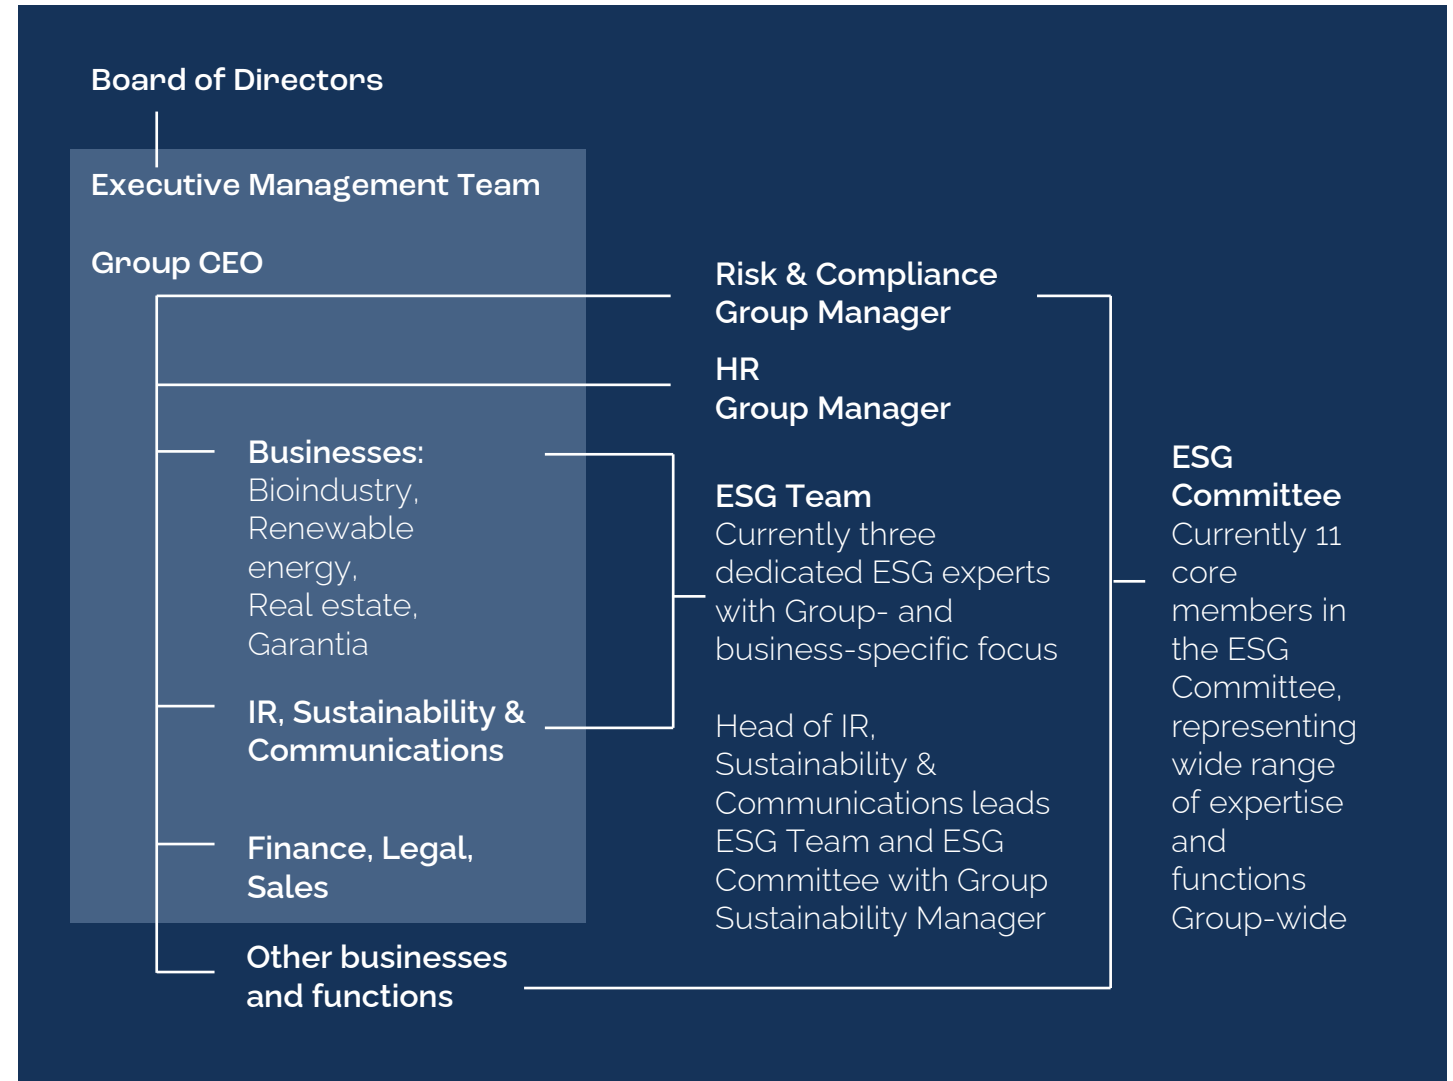 Board of Directors
Executive Management Team
Group CEO
Risk & Compliance
Group Manager
HR
Group Manager
Businesses:
Bioindustry,
Renewable
energy,
Real estate,
Garantia
IR, Sustainability &
Communications
Finance, Legal,
Sales
Other businesses
and functions
ESG Team
Currently three
dedicated ESG experts
with Group- and
business-specific focus
Head of IR,
Sustainability &
Communications leads
ESG Team and ESG
Committee with Group
Sustainability Manager
ESG
Committee
Currently 11
core
members in
the ESG
Committee,
representing
wide range
of expertise
and
functions
Group-wide